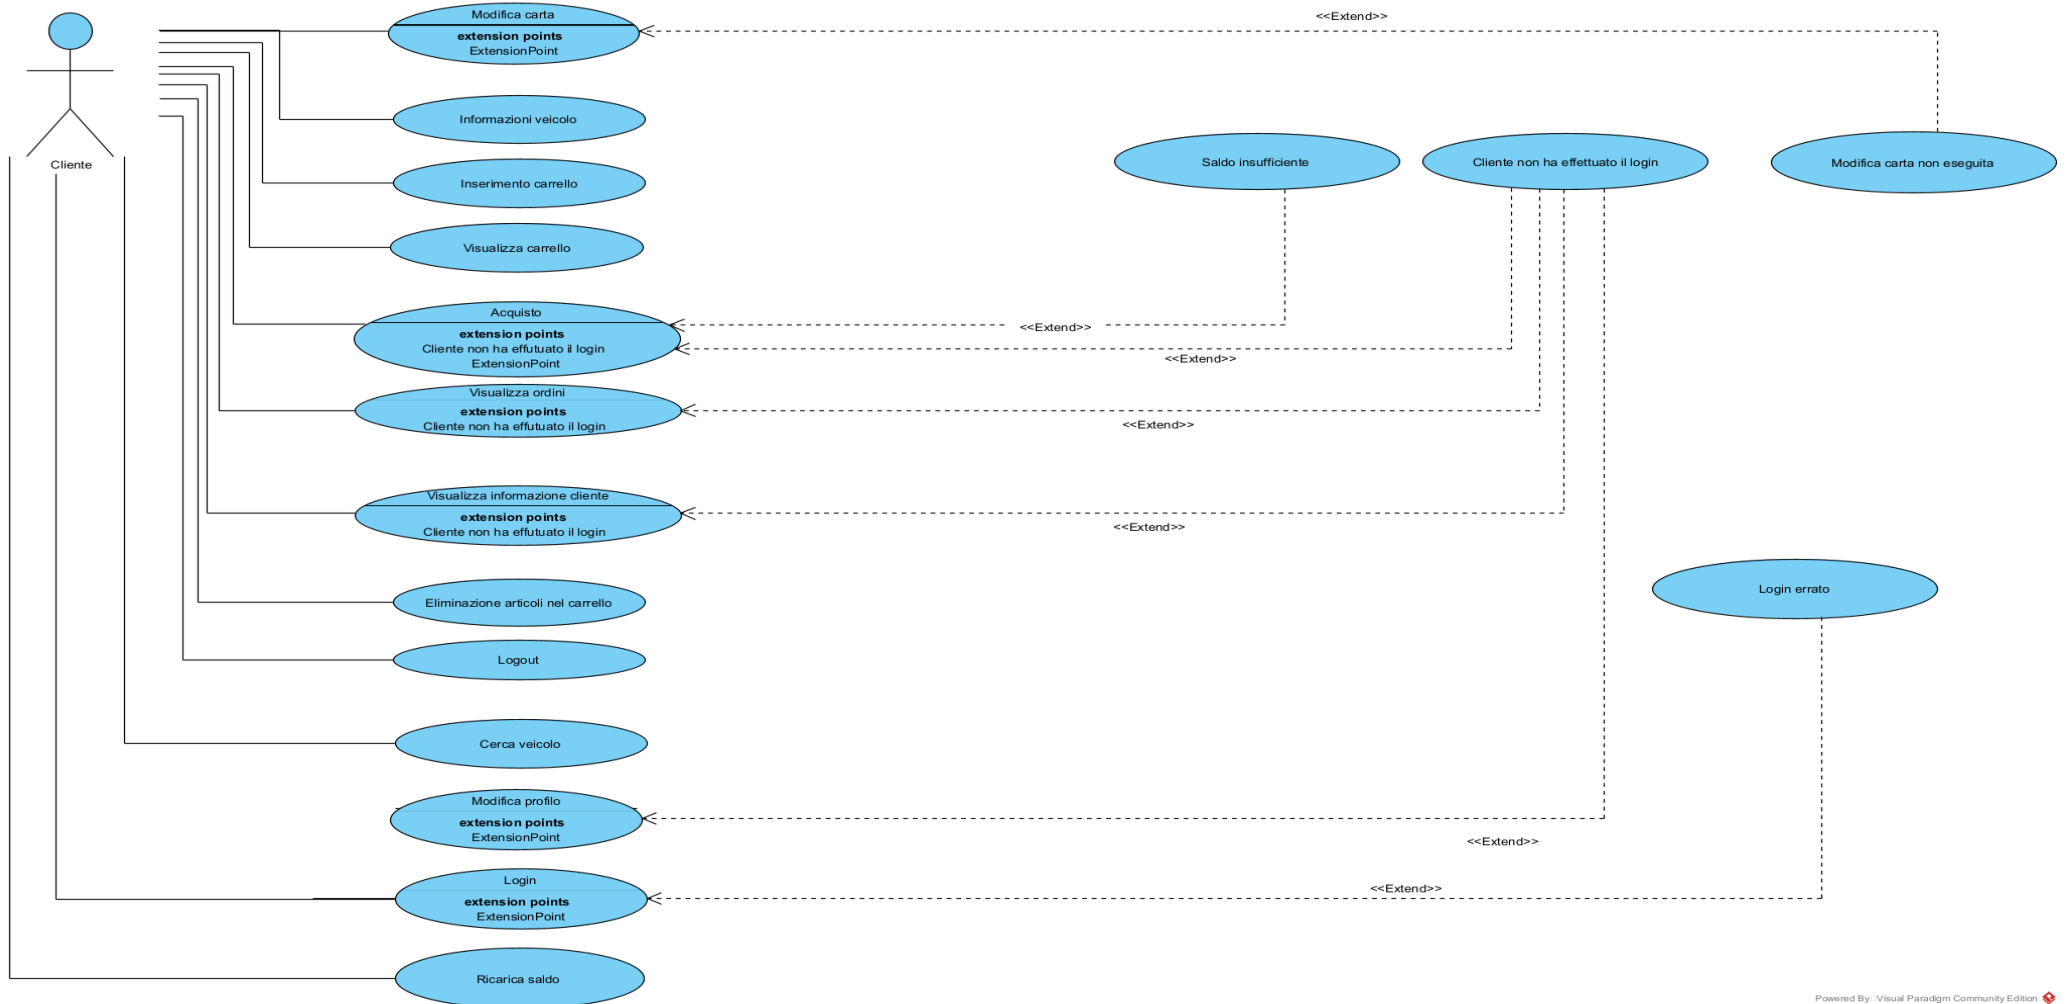 Modifica carta
extension points
ExtensionPoint
<<Extend>>
Cliente
Informazioni veicolo
Inserimento carrello
Visualizza carrello
Saldo insufficiente
Cliente non ha effettuato il login
Modifica carta non eseguita
Acquisto
extension points
Cliente non ha effutuato il login
ExtensionPoint
<<Extend>>
<<Extend>>
Visualizza ordini
extension points
Cliente non ha effutuato il login
<<Extend>>
Visualizza informazione cliente
extension points
Cliente non ha effutuato il login
<<Extend>>
Eliminazione articoli nel carrello
Login errato
Logout
Cerca veicolo
Modifica profilo
extension points
ExtensionPoint
<<Extend>>
Login
extension points
ExtensionPoint
<<Extend>>
Ricarica saldo
Powered By Visual Paradigm Community Edition